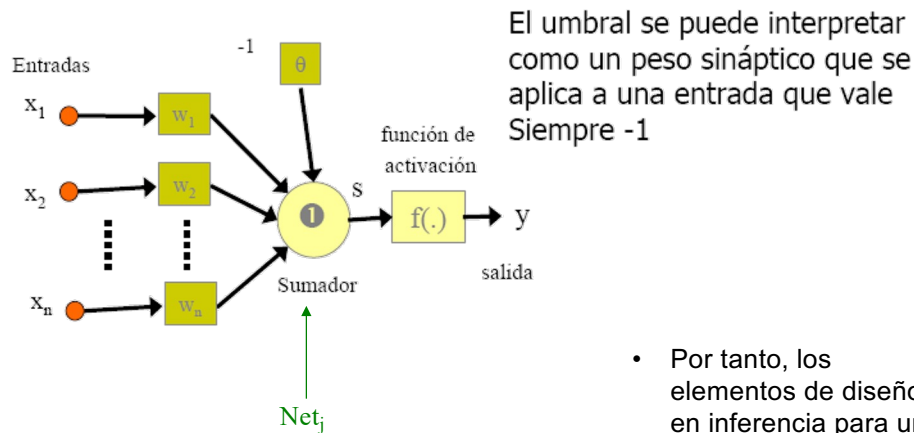 El umbral se puede interpretar
como un peso sináptico que se
aplica a una entrada que vale
Siempre -1
-1
θ
Entradas
x1
w1
función de
activación
x2
w2
S
❶
f(.)
y
salida
Sumador
xn
wn
Netj
• Por tanto, los
elementos de diseño
en inferencia para un